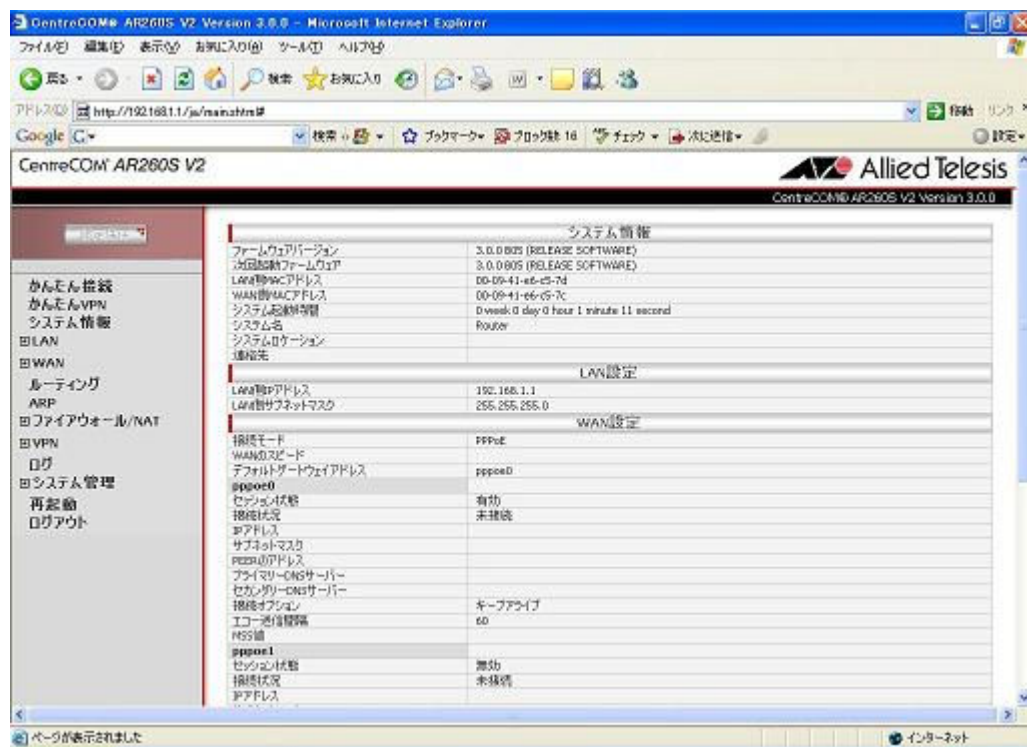 CentreCOM® AR260S V2 Version 3.0.0 - Microsoft Internet Explorer
ファイル(F) 編集(E) 表示(V) お気に入り(A) ツール(T) ヘルプ(H)
戻る 検索 お気に入り
アドレス(D) http://192.168.1.1/ja/main.shtml# 移動 リンク
Google 検索 ブックマーク ブロック数 16 チェック 次に送信 設定
CentreCOM AR260S V2
Allied Telesis
CentreCOM® AR260S V2 Version 3.0.0
かんたん接続
かんたんVPN
システム情報
LAN
WAN
ルーティング
ARP
ファイアウォール/NAT
VPN
ログ
システム管理
再起動
ログアウト
システム情報
ファームウェアバージョン 3.0.0 B05 (RELEASE SOFTWARE)
次回起動ファームウェア 3.0.0 B05 (RELEASE SOFTWARE)
LAN側MACアドレス 00-09-41-e6-c5-7d
WAN側MACアドレス 00-09-41-e6-c5-7c
システム起動時間 0 week 0 day 0 hour 1 minute 11 second
システム名 Router
システムロケーション
連絡先
LAN設定
LAN側IPアドレス 192.168.1.1
LAN側サブネットマスク 255.255.255.0
WAN設定
接続モード PPPoE
WANのスピード
デフォルトゲートウェイアドレス pppoe0
pppoe0
セッション状態 有効
接続状況 未接続
IPアドレス
サブネットマスク
PEERのアドレス
プライマリーDNSサーバー
セカンダリーDNSサーバー
接続オプション キープアライブ
エコー送信間隔 60
MSS値
pppoe1
セッション状態 無効
接続状況 未接続
IPアドレス
ページが表示されました インターネット